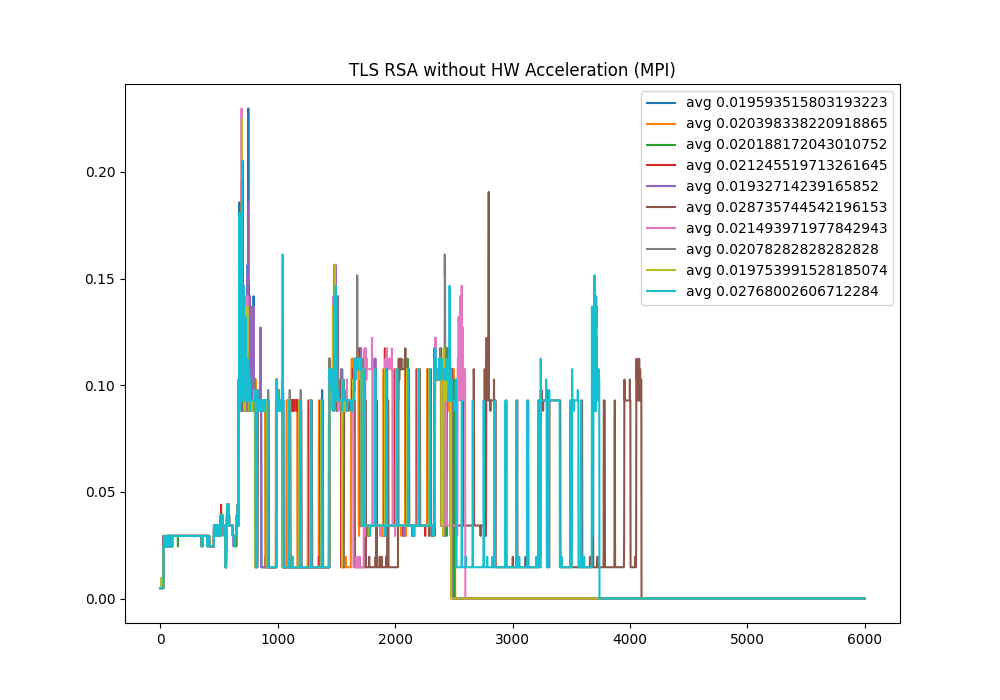 TLS RSA without HW Acceleration (MPI)
avg 0.019593515803193223
avg 0.020398338220918865
avg 0.020188172043010752
avg 0.021245519713261645
avg 0.01932714239165852
avg 0.028735744542196153
avg 0.021493971977842943
avg 0.02078282828282828
avg 0.019753991528185074
avg 0.02768002606712284
0.20
0.15
0.10
0.05
0.00
0 1000 2000 3000 4000 5000 6000